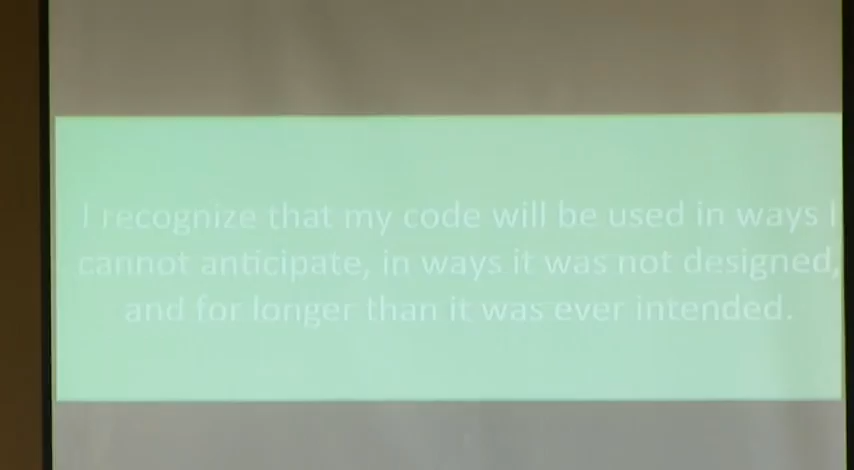 I recognize that my code will be used in ways I
cannot anticipate, in ways it was not designed,
and for longer than it was ever intended.